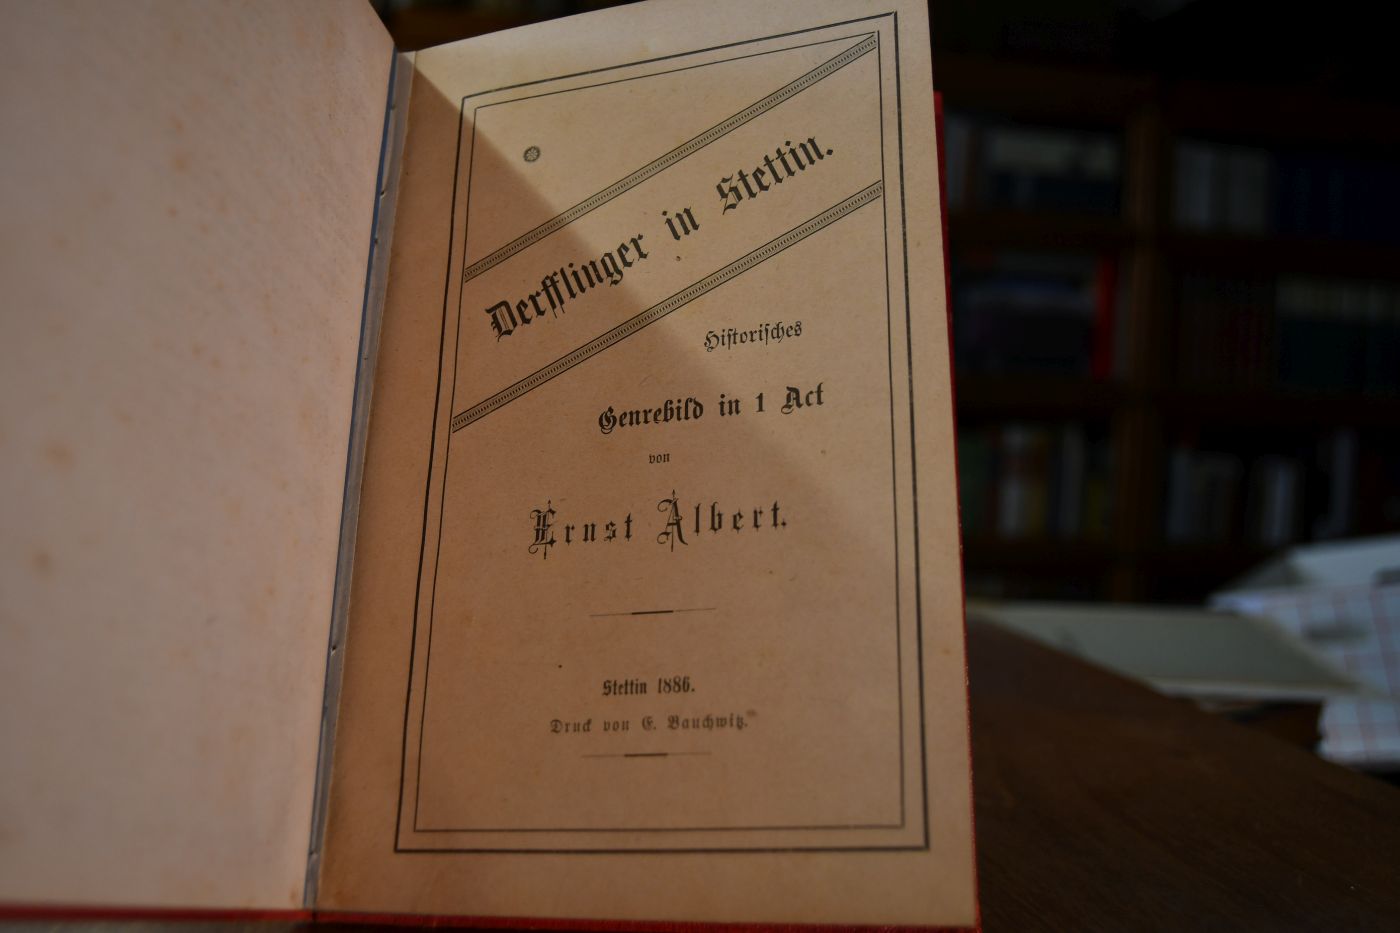 Derfflinger in Stettin.
Hiſtoriſches
Genrebild in 1 Act
von
Ernst Albert.
Stettin 1886.
Druck von E. Bauchwitz.